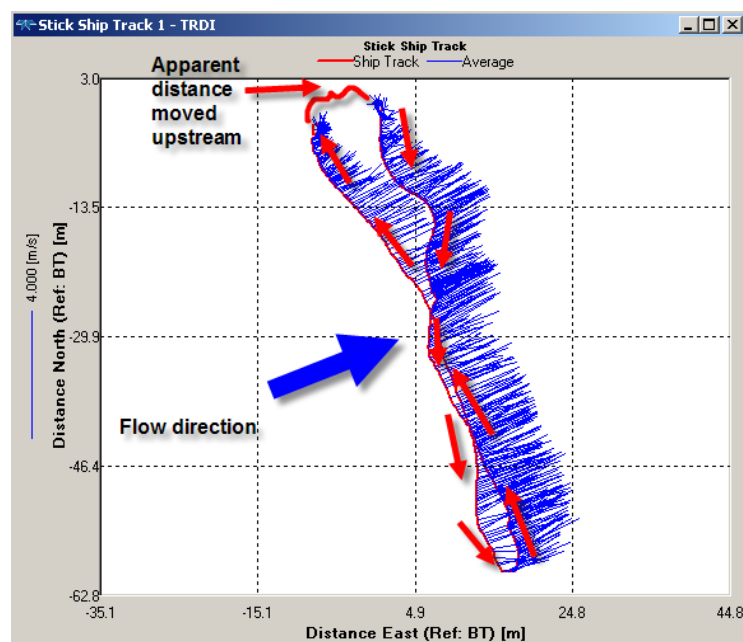 Stick Ship Track 1 - TRDI
Stick Ship Track
Ship Track Average
Apparent
distance
moved
upstream
3.0
-13.5
-29.9
-46.4
-62.8
4.000 [m/s]
Distance North (Ref: BT) [m]
Flow direction
-35.1 -15.1 4.9 24.8 44.8
Distance East (Ref: BT) [m]